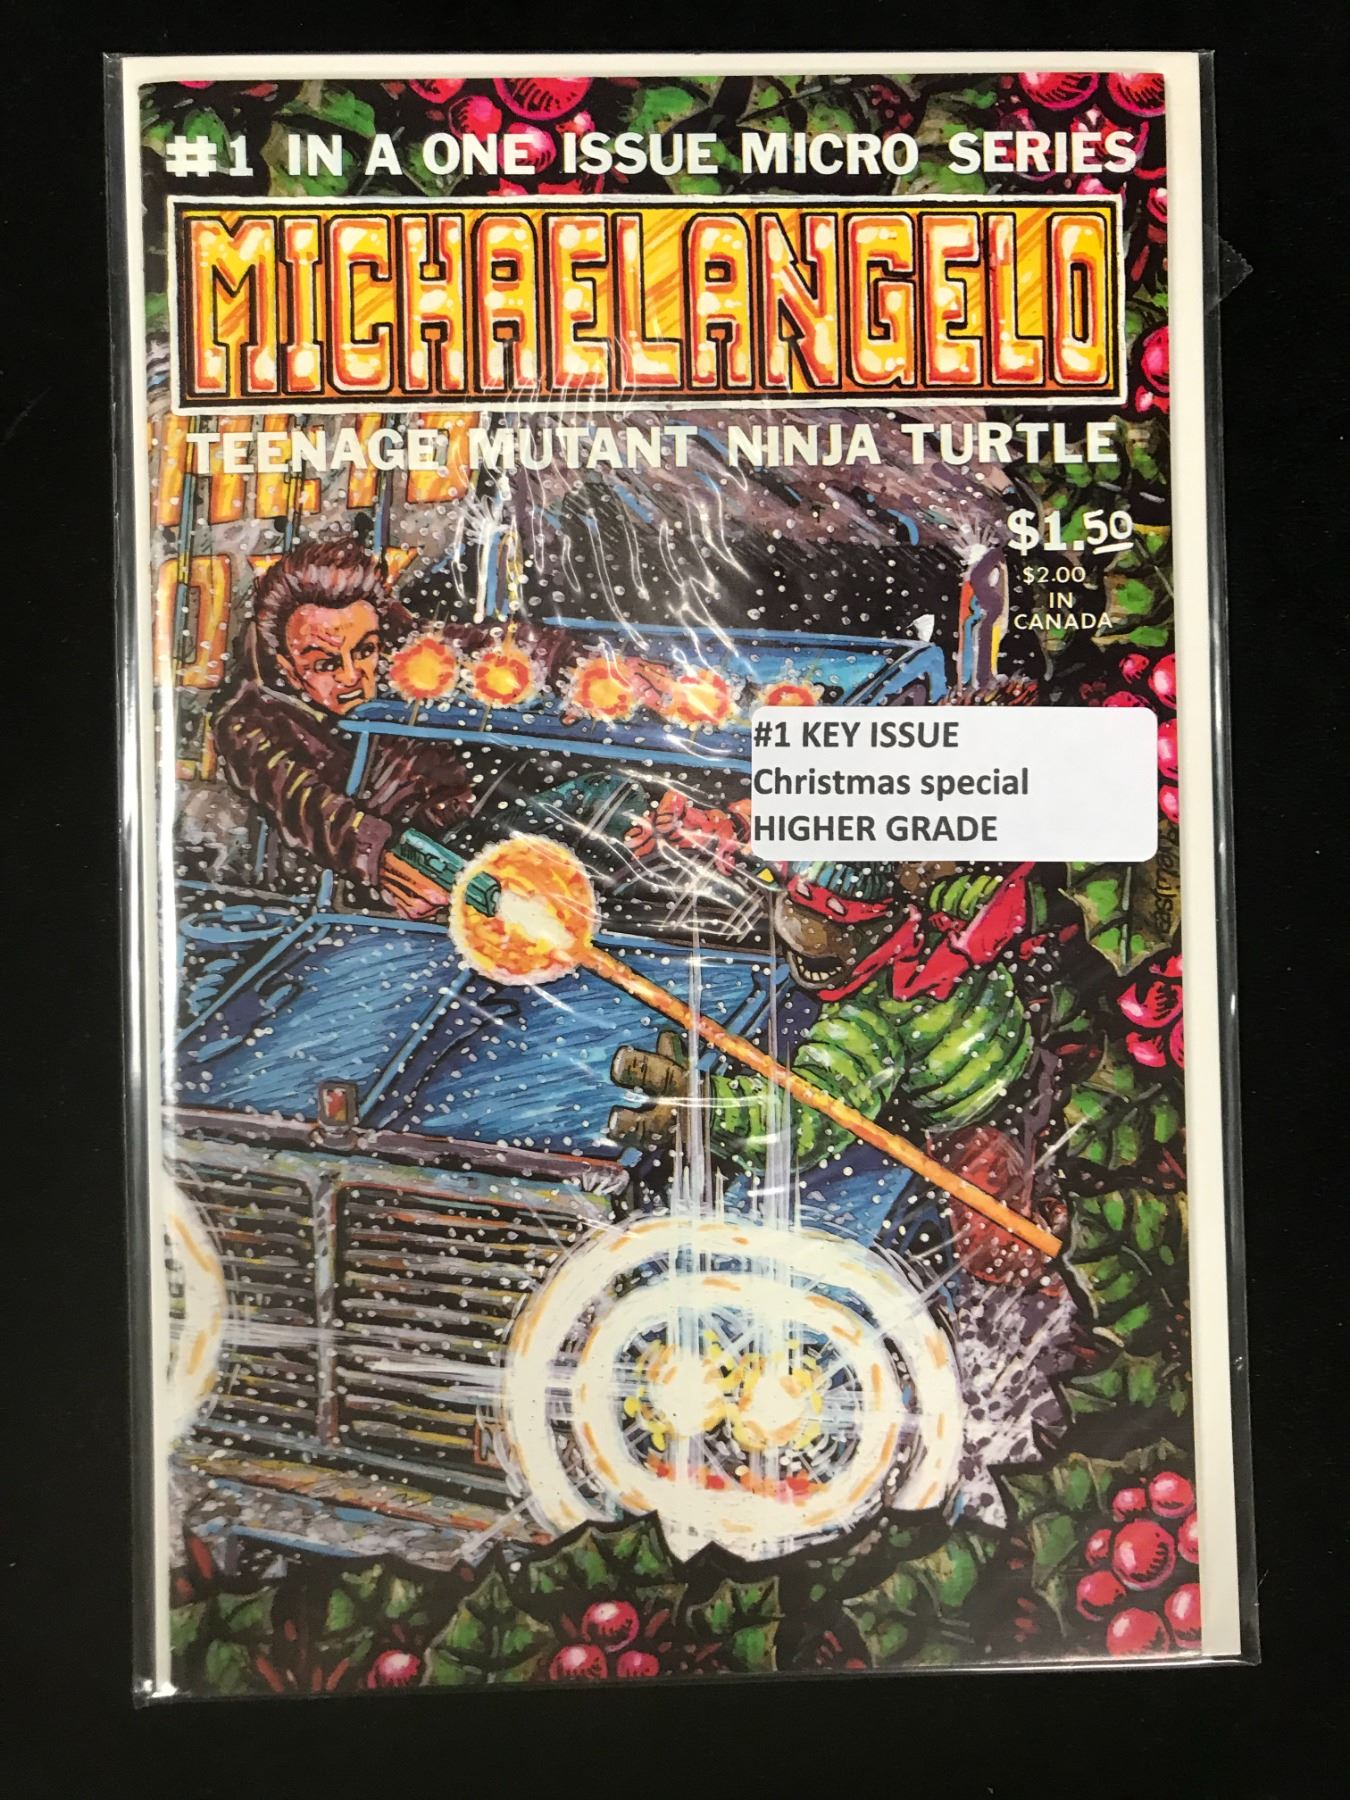 #1 IN A ONE ISSUE MICRO SERIES
MICHAELANGELO
TEENAGE MUTANT NINJA TURTLE
$1.50
$2.00
IN
CANADA
#1 KEY ISSUE
Christmas special
HIGHER GRADE